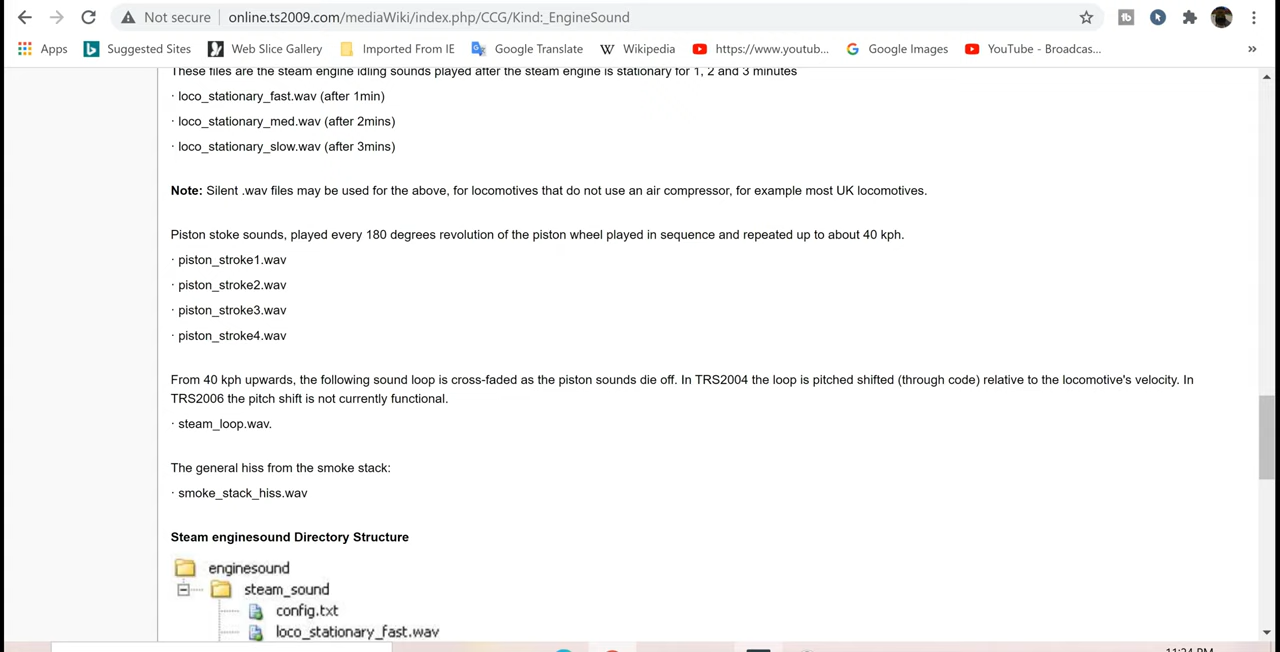 Not secure
online.ts2009.com/mediaWiki/index.php/CCG/Kind:_EngineSound
Apps
Suggested Sites
Web Slice Gallery
Imported From IE
Google Translate
Wikipedia
https://www.youtub...
Google Images
YouTube - Broadcas...
»
These files are the steam engine idling sounds played after the steam engine is stationary for 1, 2 and 3 minutes
· loco_stationary_fast.wav (after 1min)
· loco_stationary_med.wav (after 2mins)
· loco_stationary_slow.wav (after 3mins)
Note: Silent .wav files may be used for the above, for locomotives that do not use an air compressor, for example most UK locomotives.
Piston stoke sounds, played every 180 degrees revolution of the piston wheel played in sequence and repeated up to about 40 kph.
· piston_stroke1.wav
· piston_stroke2.wav
· piston_stroke3.wav
· piston_stroke4.wav
From 40 kph upwards, the following sound loop is cross-faded as the piston sounds die off. In TRS2004 the loop is pitched shifted (through code) relative to the locomotive's velocity. In
TRS2006 the pitch shift is not currently functional.
· steam_loop.wav.
The general hiss from the smoke stack:
· smoke_stack_hiss.wav
Steam enginesound Directory Structure
enginesound
steam_sound
config.txt
loco_stationary_fast.wav